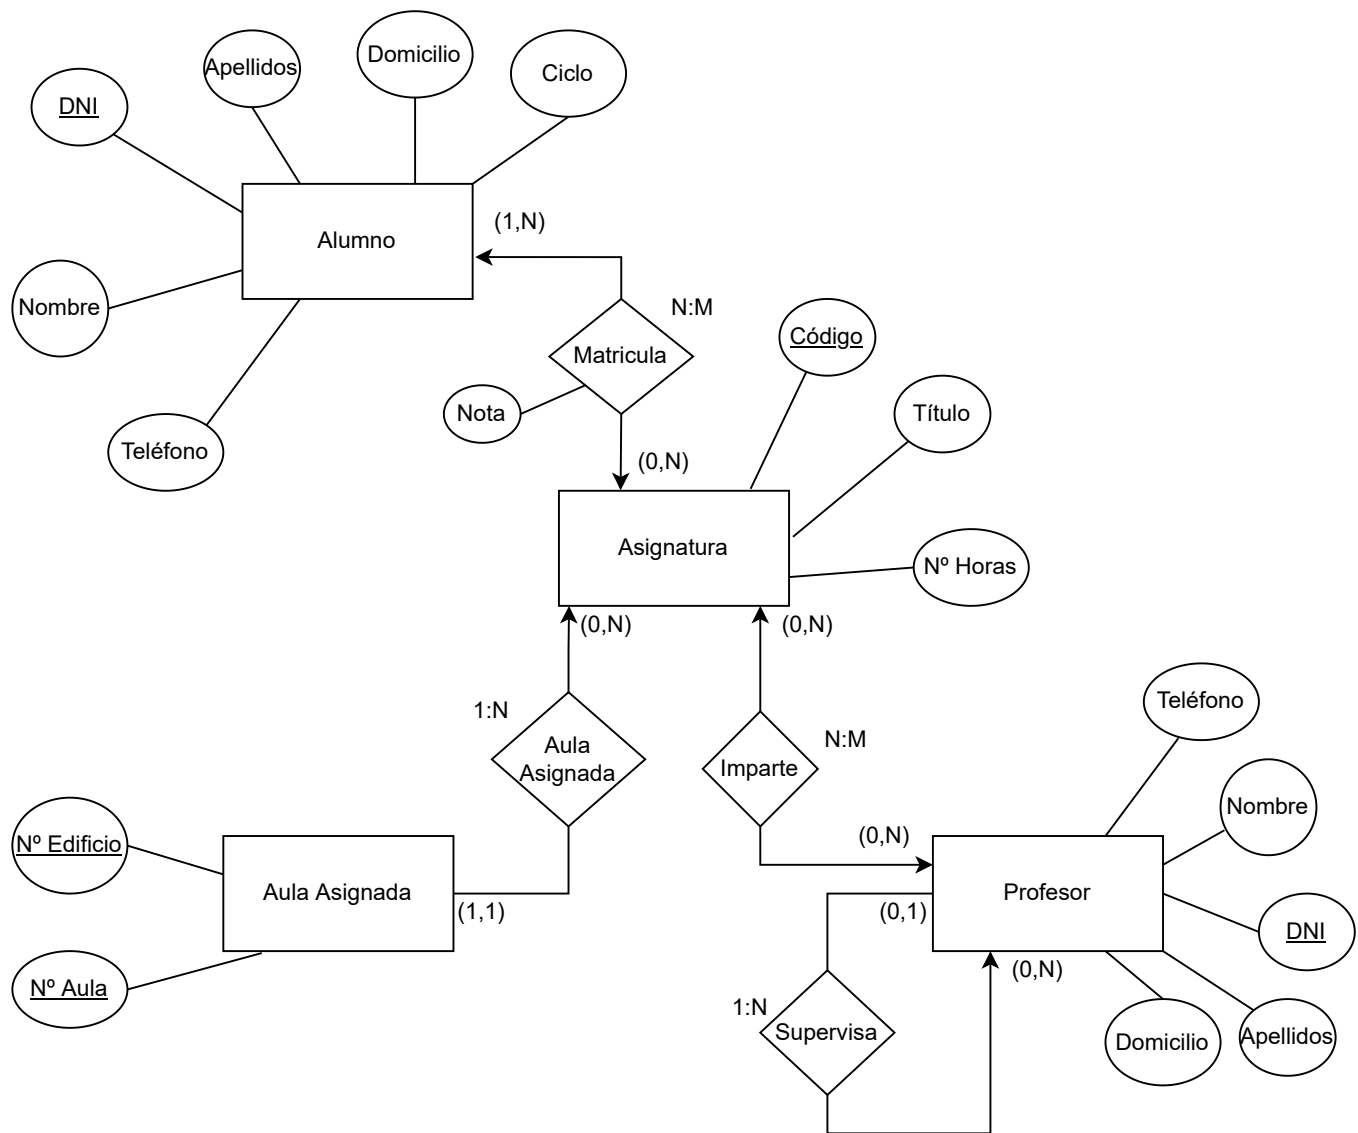 Domicilio
Apellidos
Ciclo
DNI
(1,N)
Alumno
Nombre
N:M
Código
Matricula
Nota
Título
Teléfono
(0,N)
Asignatura
Nº Horas
(0,N)
(0,N)
Teléfono
1:N
N:M
Aula
Asignada
Imparte
Nombre
Nº Edificio
(0,N)
Aula Asignada
Profesor
(1,1)
(0,1)
DNI
Nº Aula
(0,N)
1:N
Supervisa
Domicilio
Apellidos